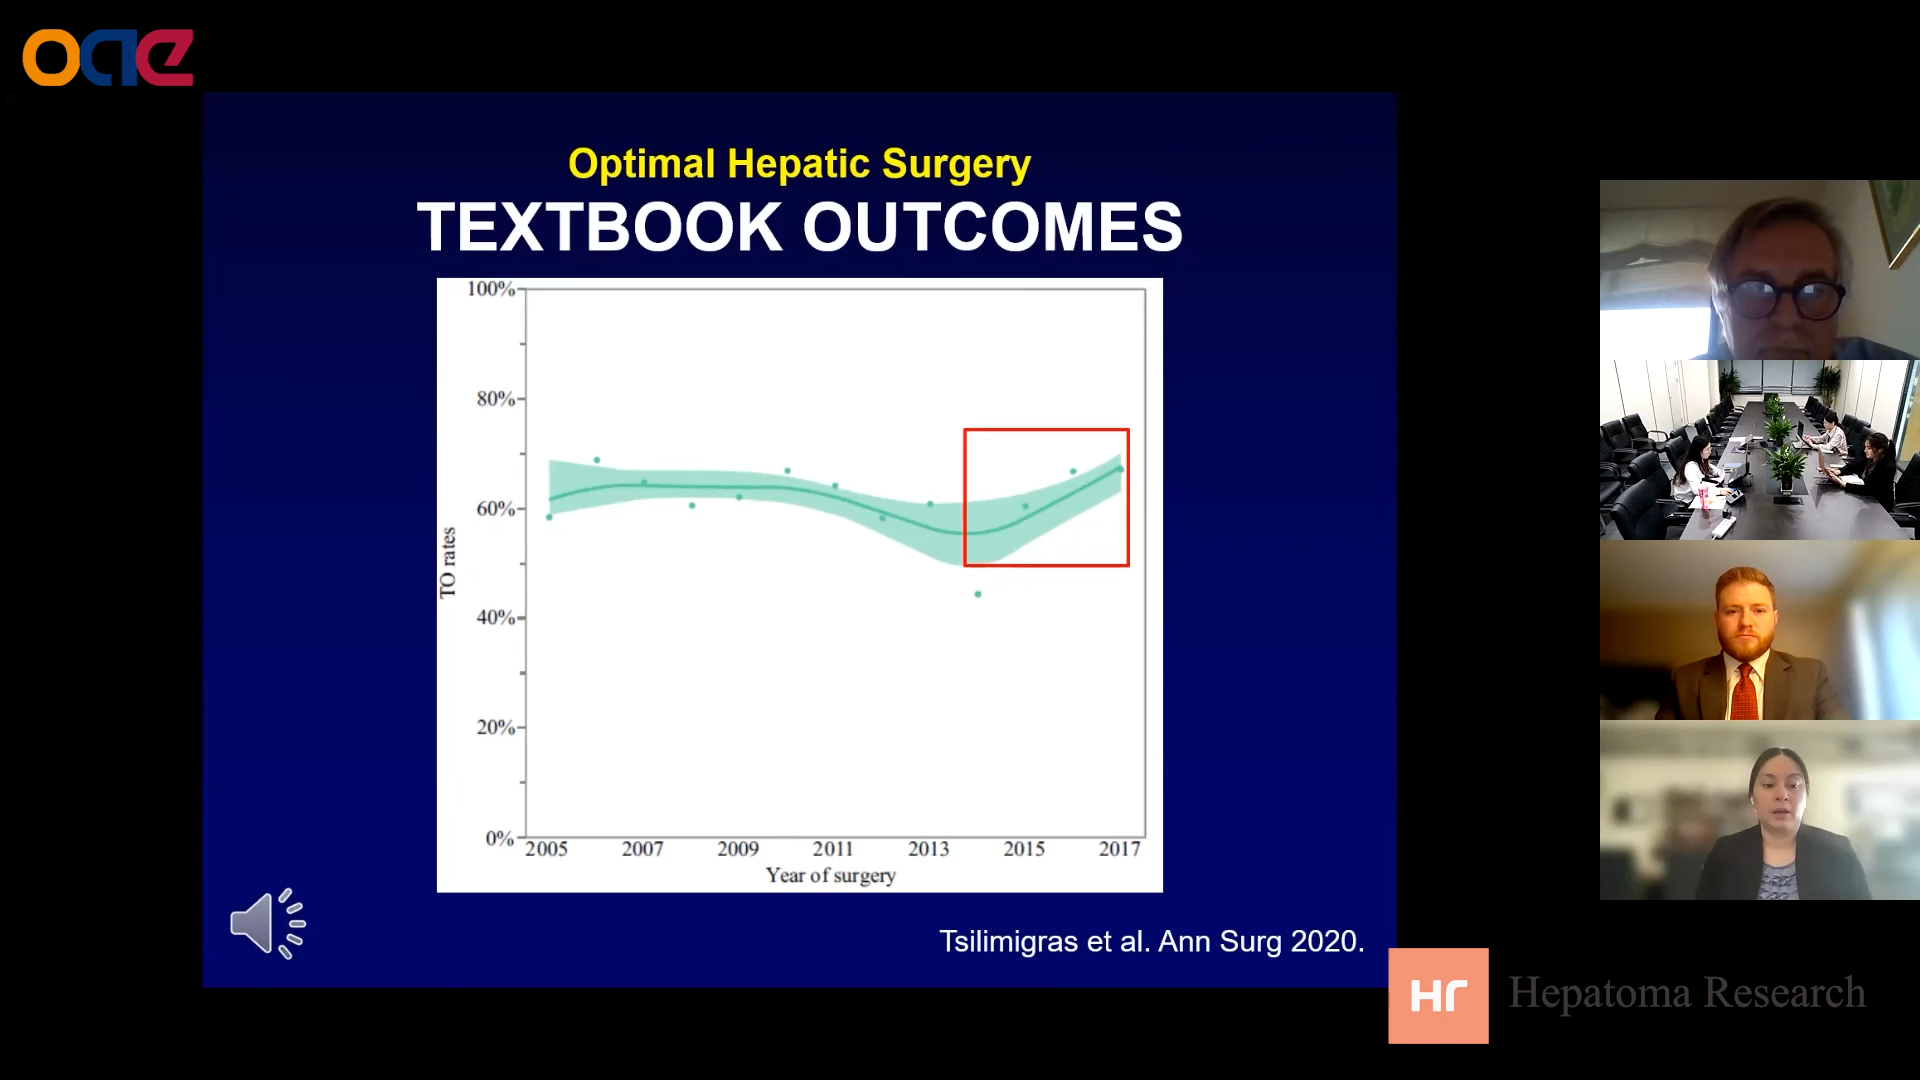 oae
Optimal Hepatic Surgery
TEXTBOOK OUTCOMES
100%
80%
60%
40%
20%
0%
TO rates
2005 2007 2009 2011 2013 2015 2017
Year of surgery
Tsilimigras et al. Ann Surg 2020.
Hr Hepatoma Research